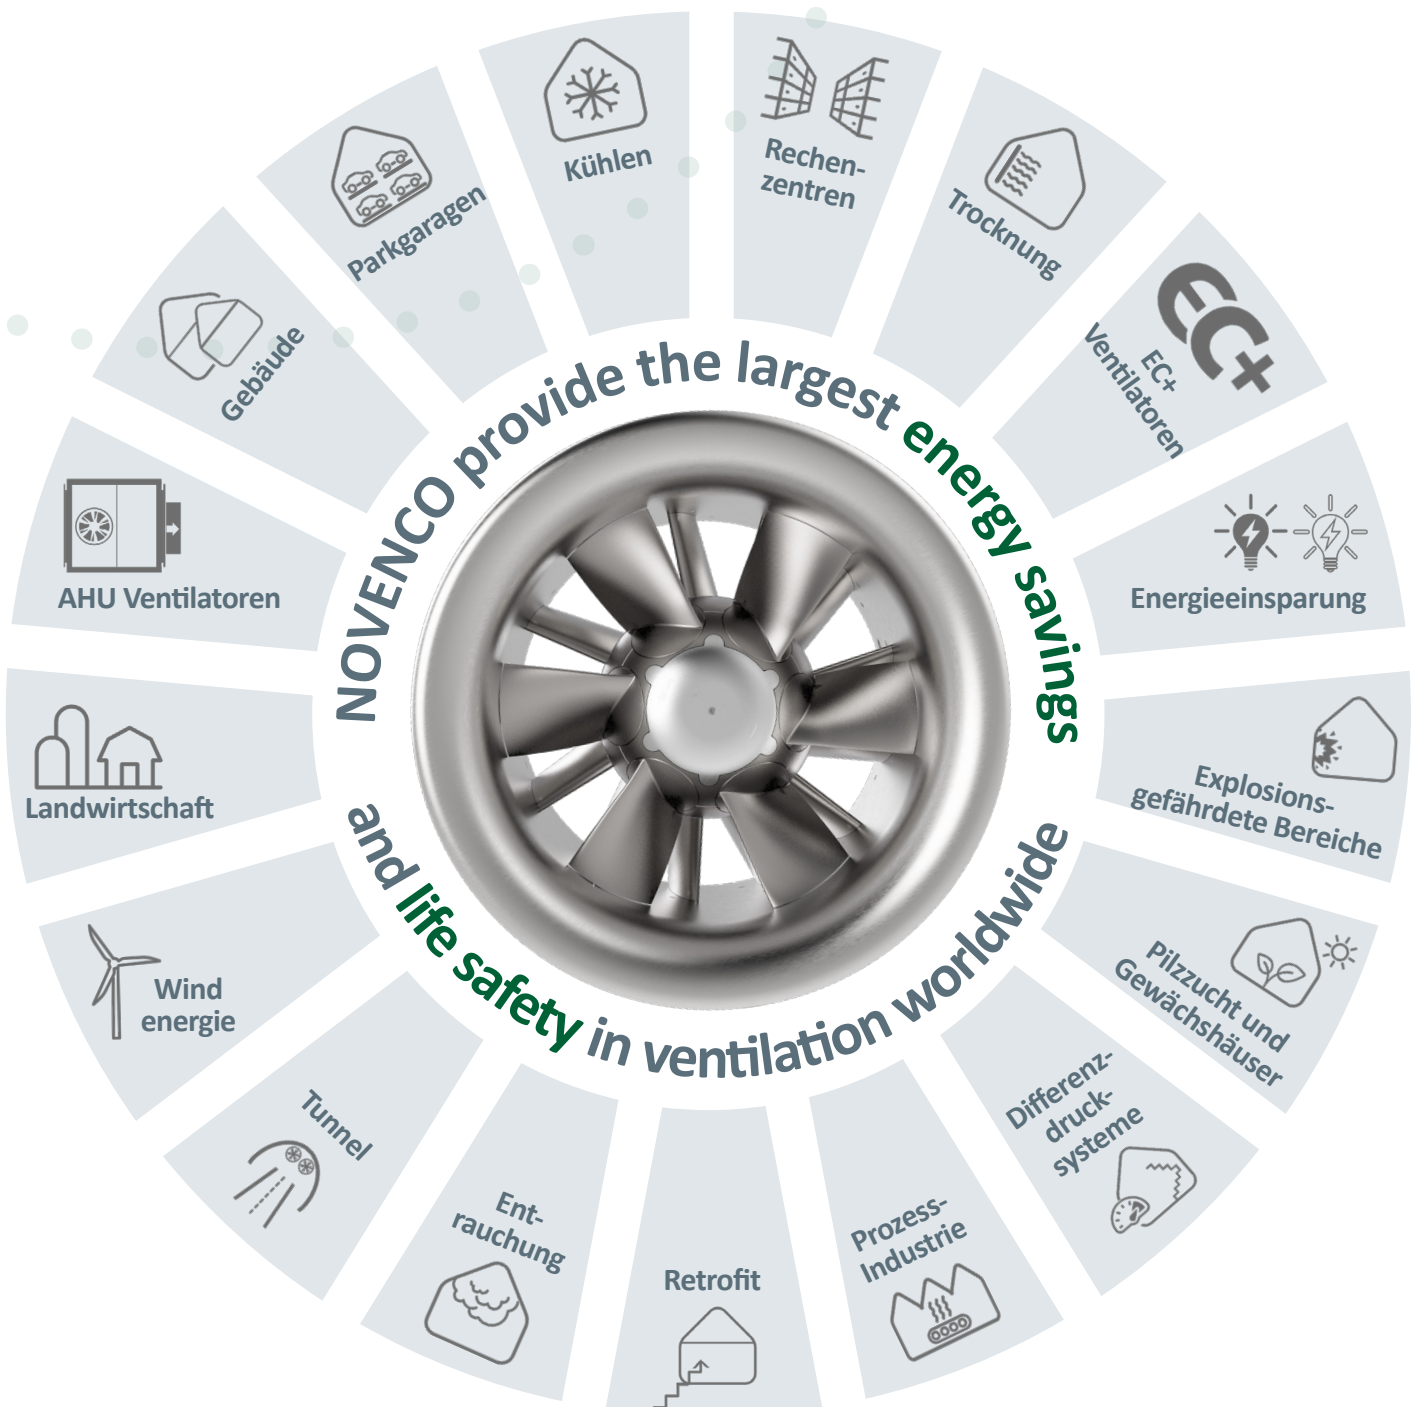 Kühlen
Rechen-
zentren
Trocknung
EC+
EC+
Ventilatoren
Energieeinsparung
Explosions-
gefährdete Bereiche
Pilzzucht und
Gewächshäuser
Differenz-
druck-
systeme
Prozess-
Industrie
Retrofit
Ent-
rauchung
Tunnel
Wind
energie
Landwirtschaft
AHU Ventilatoren
Gebäude
Parkgaragen
NOVENCO provide the largest energy savings
and life safety in ventilation worldwide